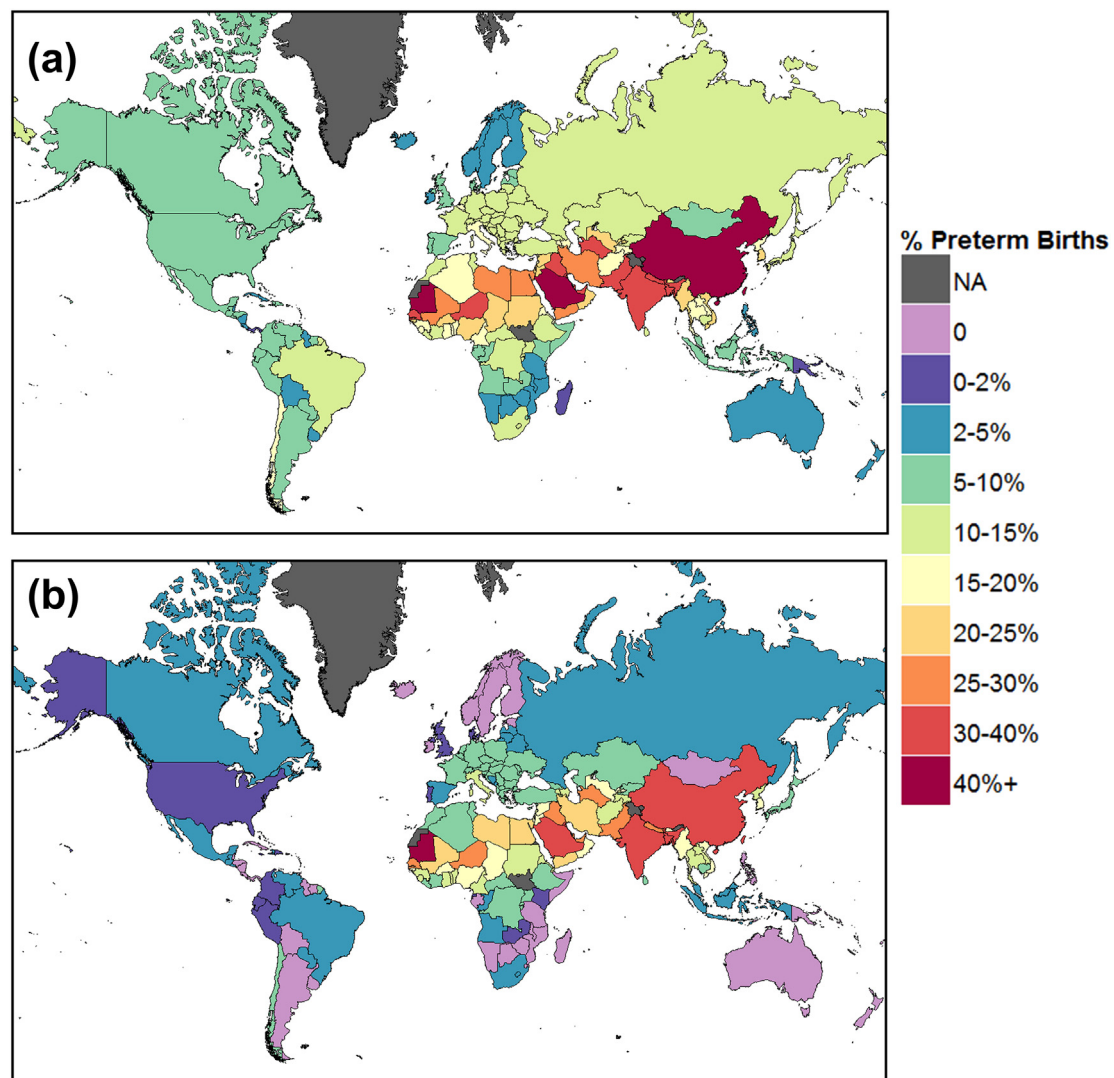 (a)
% Preterm Births
NA
0
0-2%
2-5%
5-10%
10-15%
15-20%
20-25%
25-30%
30-40%
40%+
(b)